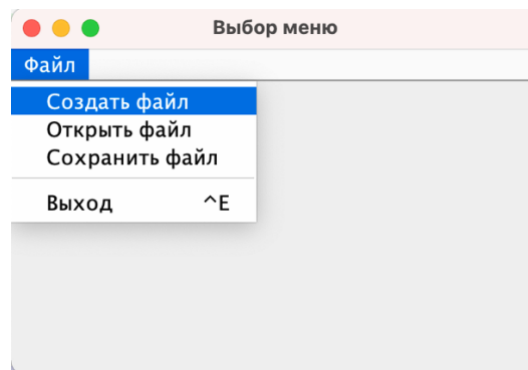 Выбор меню
Файл
Создать файл
Открыть файл
Сохранить файл
Выход ^E